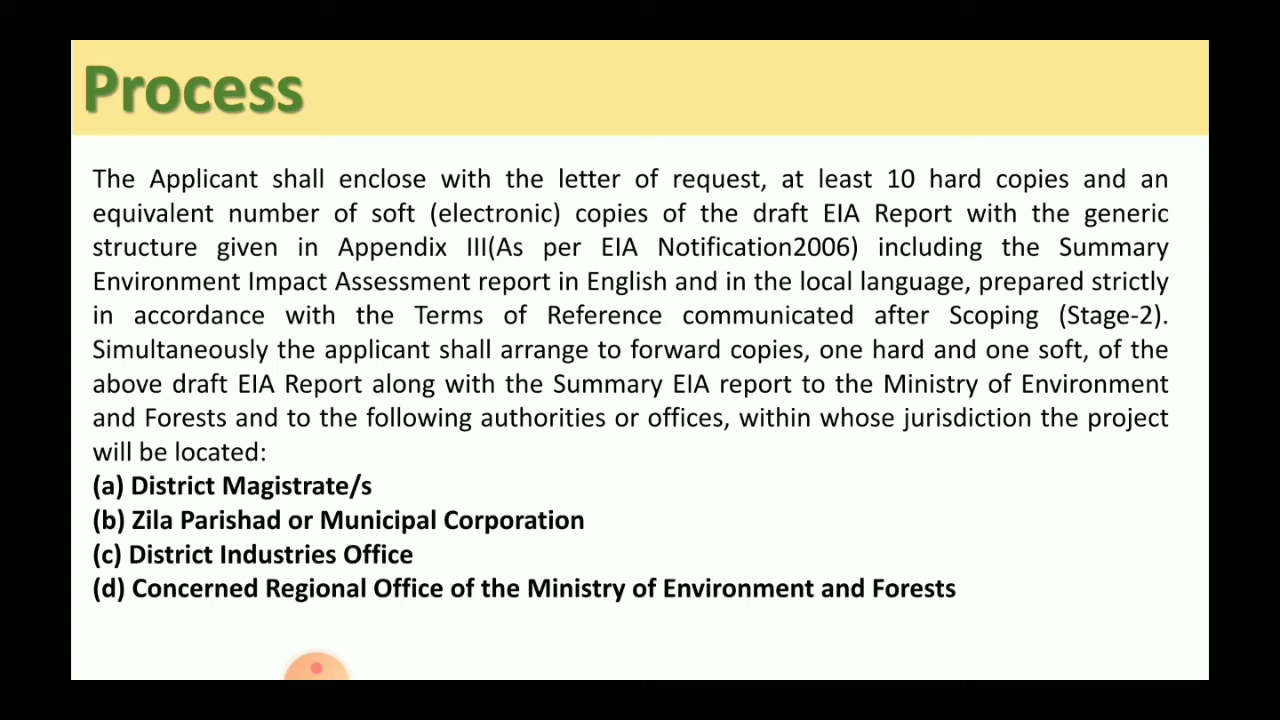 Process
The Applicant shall enclose with the letter of request, at least 10 hard copies and an
equivalent number of soft (electronic) copies of the draft EIA Report with the generic
structure given in Appendix III(As per EIA Notification2006) including the Summary
Environment Impact Assessment report in English and in the local language, prepared strictly
in accordance with the Terms of Reference communicated after Scoping (Stage-2).
Simultaneously the applicant shall arrange to forward copies, one hard and one soft, of the
above draft EIA Report along with the Summary EIA report to the Ministry of Environment
and Forests and to the following authorities or offices, within whose jurisdiction the project
will be located:
(a) District Magistrate/s
(b) Zila Parishad or Municipal Corporation
(c) District Industries Office
(d) Concerned Regional Office of the Ministry of Environment and Forests